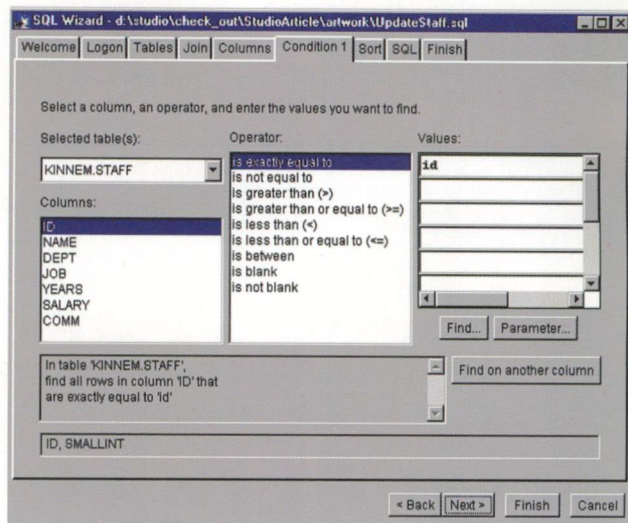 SQL Wizard - d:\studio\check_out\StudioArticle\artwork\UpdateStaff.sql
Welcome Logon Tables Join Columns Condition 1 Sort SQL Finish
Select a column, an operator, and enter the values you want to find.
Selected table(s):
KINNEM.STAFF
Columns:
ID
NAME
DEPT
JOB
YEARS
SALARY
COMM
Operator:
is exactly equal to
is not equal to
is greater than (>)
is greater than or equal to (>=)
is less than (<)
is less than or equal to (<=)
is between
is blank
is not blank
Values:
id
Find... Parameter...
In table 'KINNEM.STAFF',
find all rows in column 'ID' that
are exactly equal to 'id'
Find on another column
ID, SMALLINT
< Back Next > Finish Cancel